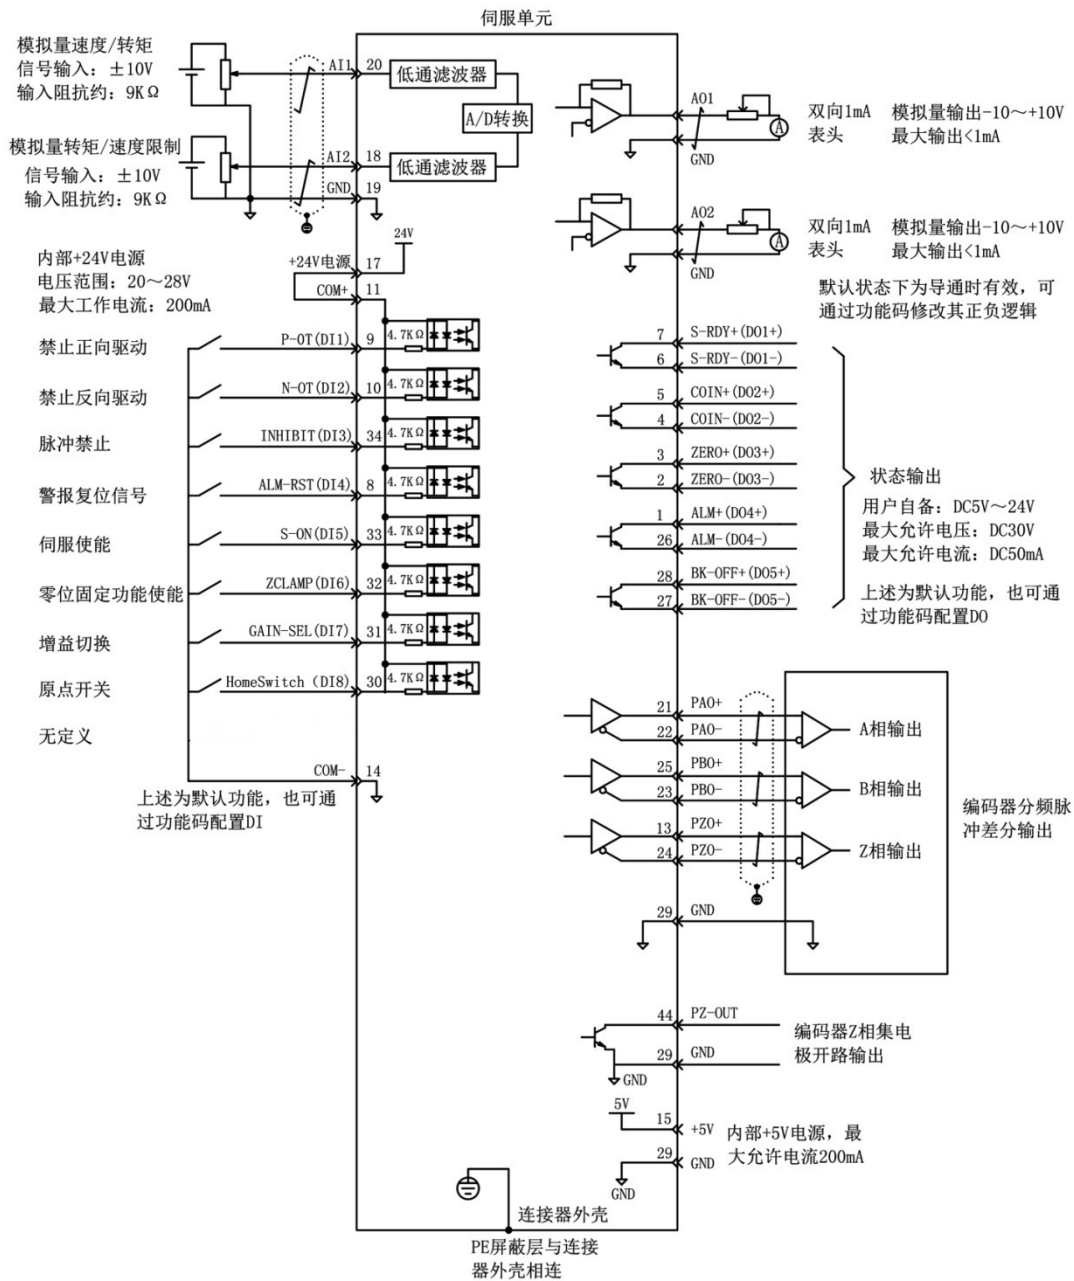 伺服单元
模拟量速度/转矩
信号输入：±10V
输入阻抗约：9KΩ
AI1
20
低通滤波器
A/D转换
模拟量转矩/速度限制
信号输入：±10V
输入阻抗约：9KΩ
AI2
18
低通滤波器
GND
19
24V
内部+24V电源
电压范围：20～28V
最大工作电流：200mA
+24V电源
17
COM+
11
禁止正向驱动
P-OT(DI1)
9
4.7KΩ
禁止反向驱动
N-OT(DI2)
10
4.7KΩ
脉冲禁止
INHIBIT(DI3)
34
4.7KΩ
警报复位信号
ALM-RST(DI4)
8
4.7KΩ
伺服使能
S-ON(DI5)
33
4.7KΩ
零位固定功能使能
ZCLAMP(DI6)
32
4.7KΩ
增益切换
GAIN-SEL(DI7)
31
4.7KΩ
原点开关
HomeSwitch (DI8)
30
4.7KΩ
无定义
COM-
14
上述为默认功能，也可通
过功能码配置DI
AO1
GND
A
双向1mA
表头
模拟量输出-10～+10V
最大输出<1mA
AO2
GND
A
双向1mA
表头
模拟量输出-10～+10V
最大输出<1mA
默认状态下为导通时有效，可
通过功能码修改其正负逻辑
7
S-RDY+(DO1+)
6
S-RDY-(DO1-)
5
COIN+(DO2+)
4
COIN-(DO2-)
3
ZERO+(DO3+)
2
ZERO-(DO3-)
1
ALM+(DO4+)
26
ALM-(DO4-)
28
BK-OFF+(DO5+)
27
BK-OFF-(DO5-)
状态输出
用户自备：DC5V～24V
最大允许电压：DC30V
最大允许电流：DC50mA
上述为默认功能，也可通
过功能码配置DO
21
PAO+
22
PAO-
A相输出
25
PBO+
23
PBO-
B相输出
13
PZO+
24
PZO-
Z相输出
编码器分频脉
冲差分输出
29
GND
44
PZ-OUT
29
GND
GND
编码器Z相集电
极开路输出
5V
15
+5V
29
GND
GND
内部+5V电源，最
大允许电流200mA
连接器外壳
PE屏蔽层与连接
器外壳相连